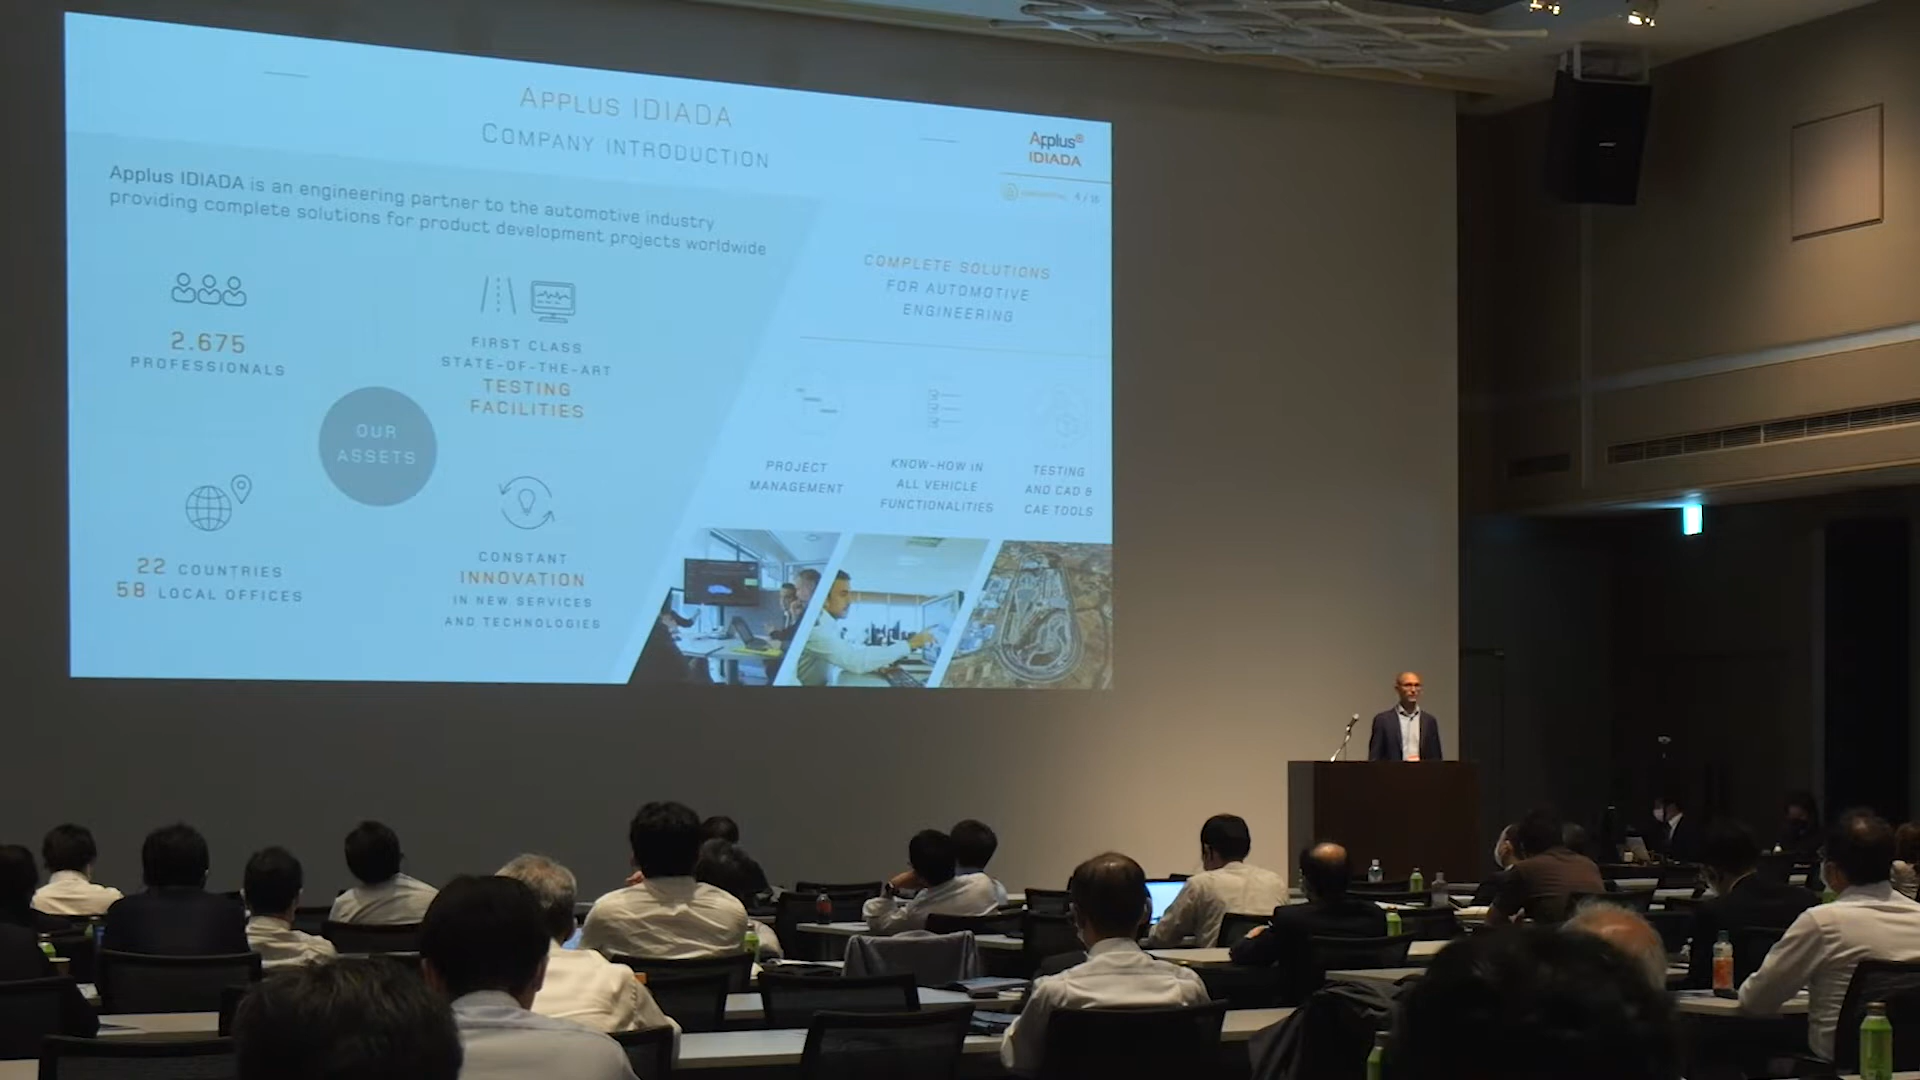 APPLUS IDIADA
COMPANY INTRODUCTION
Applus®
IDIADA
Applus IDIADA is an engineering partner to the automotive industry
providing complete solutions for product development projects worldwide
2.675
PROFESSIONALS
FIRST CLASS
STATE-OF-THE-ART
TESTING
FACILITIES
OUR
ASSETS
22 COUNTRIES
58 LOCAL OFFICES
CONSTANT
INNOVATION
IN NEW SERVICES
AND TECHNOLOGIES
COMPLETE SOLUTIONS
FOR AUTOMOTIVE
ENGINEERING
PROJECT
MANAGEMENT
KNOW-HOW IN
ALL VEHICLE
FUNCTIONALITIES
TESTING
AND CAD &
CAE TOOLS